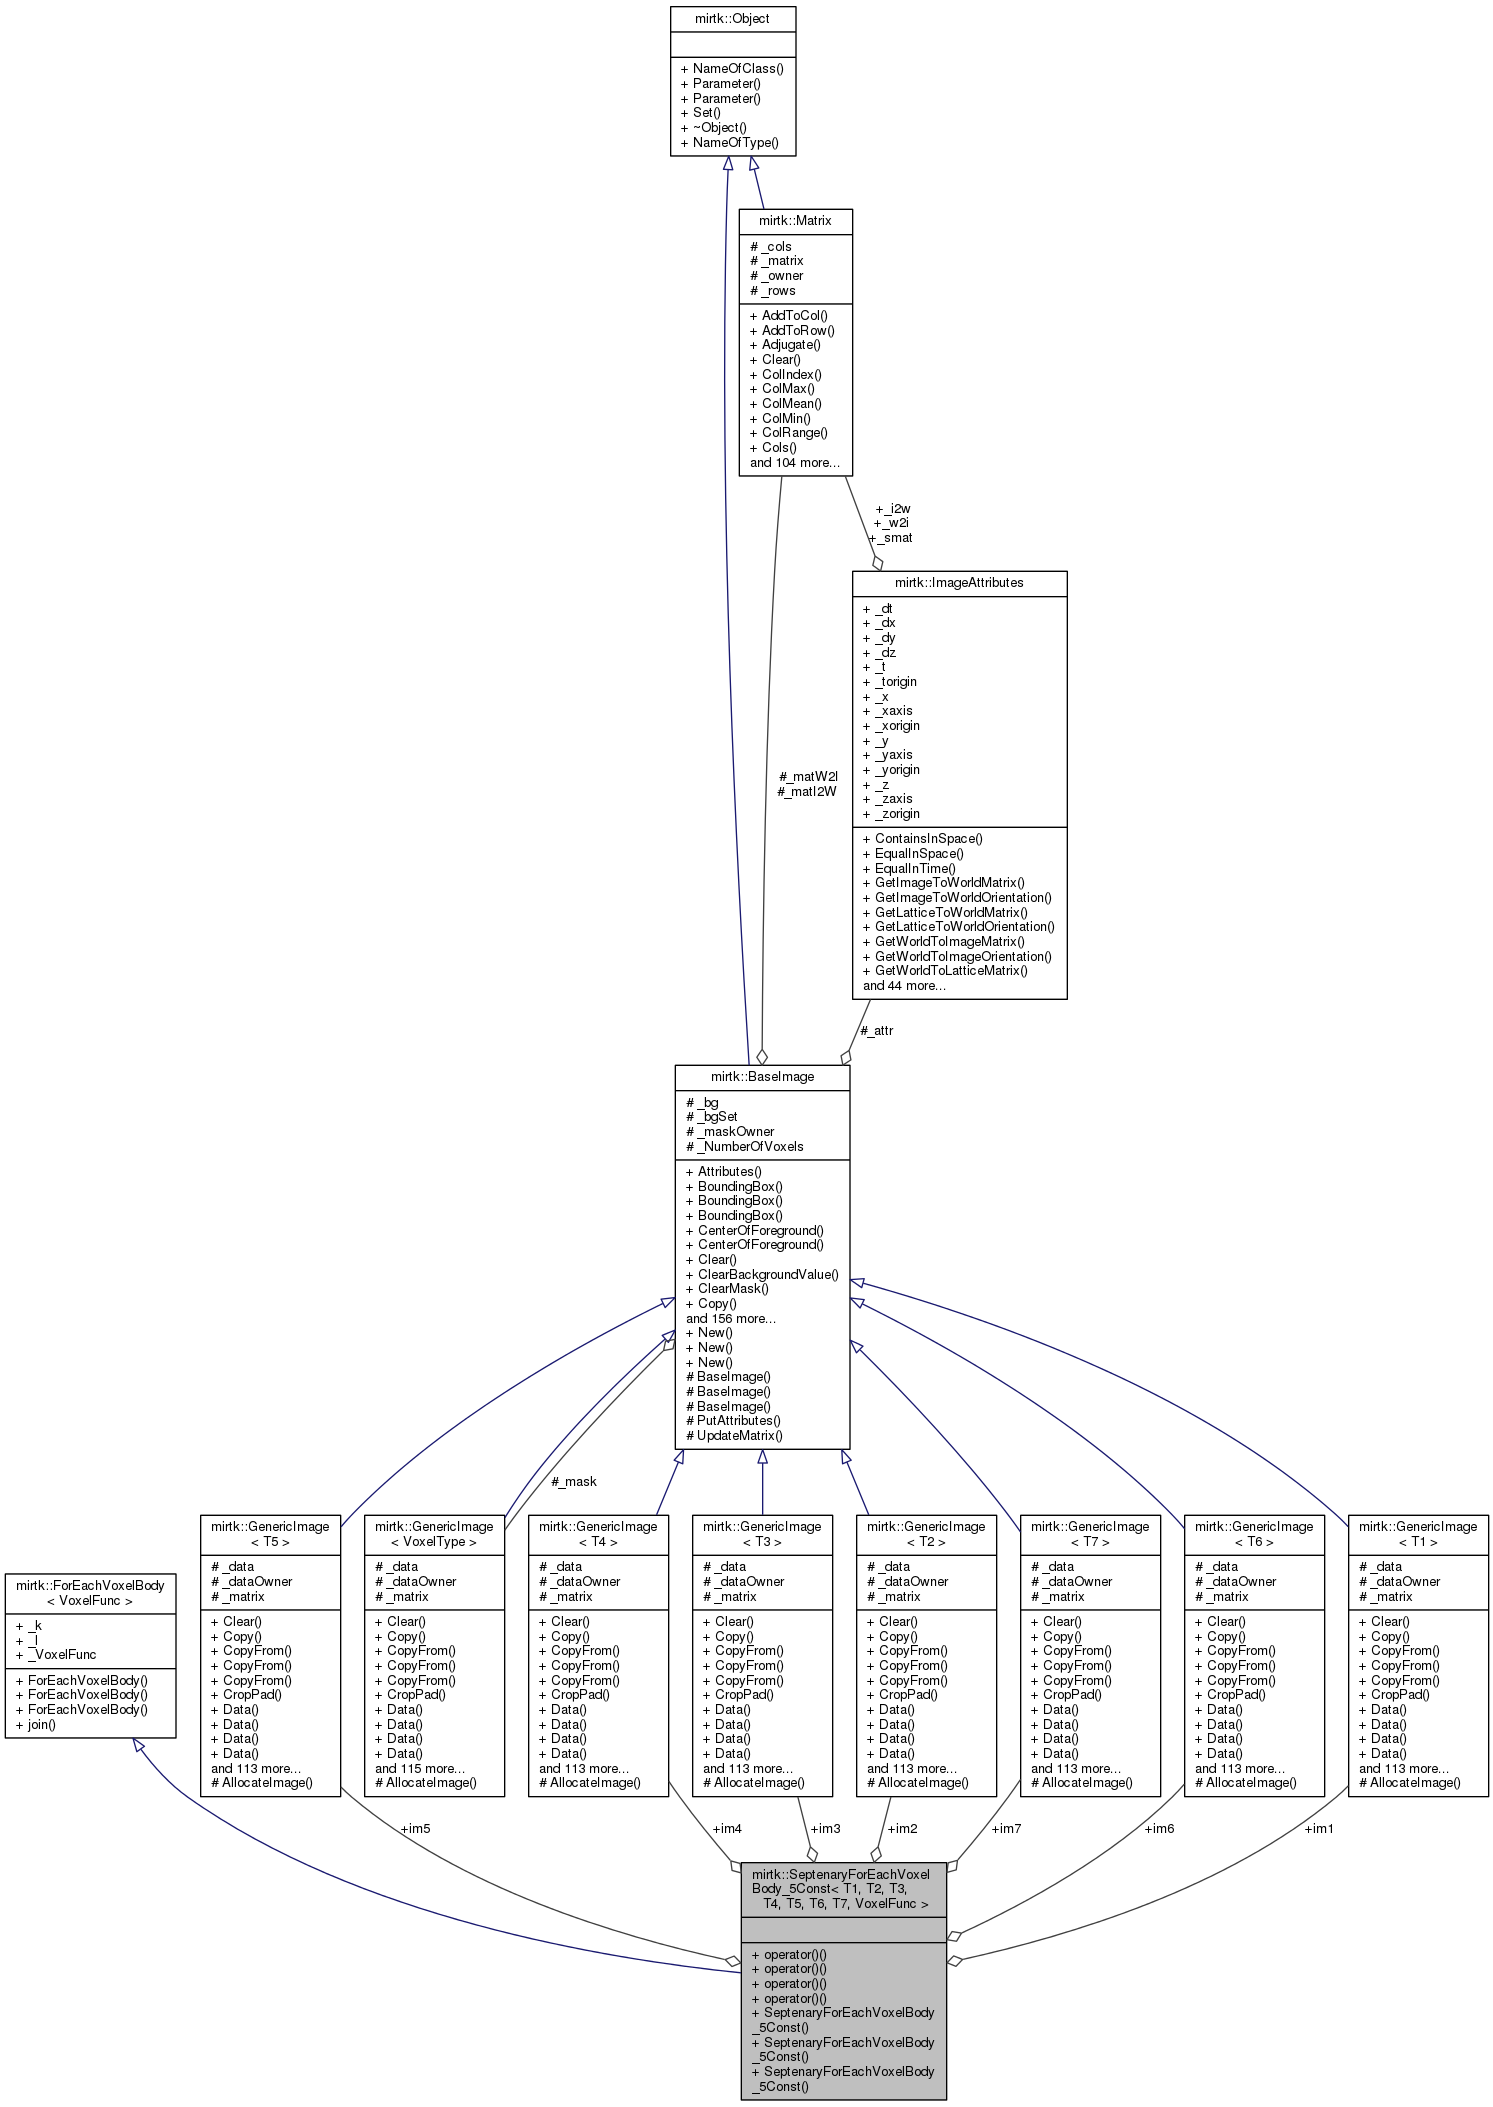 mirtk::Object
+ NameOfClass()
+ Parameter()
+ Parameter()
+ Set()
+ ~Object()
+ NameOfType()
mirtk::Matrix
# _cols
# _matrix
# _owner
# _rows
+ AddToCol()
+ AddToRow()
+ Adjugate()
+ Clear()
+ ColIndex()
+ ColMax()
+ ColMean()
+ ColMin()
+ ColRange()
+ Cols()
and 104 more...
+_i2w
+_w2i
+_smat
mirtk::ImageAttributes
+ _dt
+ _dx
+ _dy
+ _dz
+ _t
+ _torigin
+ _x
+ _xaxis
+ _xorigin
+ _y
+ _yaxis
+ _yorigin
+ _z
+ _zaxis
+ _zorigin
+ ContainsInSpace()
+ EqualInSpace()
+ EqualInTime()
+ GetImageToWorldMatrix()
+ GetImageToWorldOrientation()
+ GetLatticeToWorldMatrix()
+ GetLatticeToWorldOrientation()
+ GetWorldToImageMatrix()
+ GetWorldToImageOrientation()
+ GetWorldToLatticeMatrix()
and 44 more...
#_matW2I
#_matI2W
#_attr
mirtk::BaseImage
# _bg
# _bgSet
# _maskOwner
# _NumberOfVoxels
+ Attributes()
+ BoundingBox()
+ BoundingBox()
+ BoundingBox()
+ CenterOfForeground()
+ CenterOfForeground()
+ Clear()
+ ClearBackgroundValue()
+ ClearMask()
+ Copy()
and 156 more...
+ New()
+ New()
+ New()
# BaseImage()
# BaseImage()
# BaseImage()
# PutAttributes()
# UpdateMatrix()
#_mask
mirtk::ForEachVoxelBody
< VoxelFunc >
+ _k
+ _l
+ _VoxelFunc
+ ForEachVoxelBody()
+ ForEachVoxelBody()
+ ForEachVoxelBody()
+ join()
mirtk::GenericImage
< T5 >
# _data
# _dataOwner
# _matrix
+ Clear()
+ Copy()
+ CopyFrom()
+ CopyFrom()
+ CopyFrom()
+ CropPad()
+ Data()
+ Data()
+ Data()
+ Data()
and 113 more...
# AllocateImage()
mirtk::GenericImage
< VoxelType >
# _data
# _dataOwner
# _matrix
+ Clear()
+ Copy()
+ CopyFrom()
+ CopyFrom()
+ CopyFrom()
+ CropPad()
+ Data()
+ Data()
+ Data()
+ Data()
and 115 more...
# AllocateImage()
mirtk::GenericImage
< T4 >
# _data
# _dataOwner
# _matrix
+ Clear()
+ Copy()
+ CopyFrom()
+ CopyFrom()
+ CopyFrom()
+ CropPad()
+ Data()
+ Data()
+ Data()
+ Data()
and 113 more...
# AllocateImage()
mirtk::GenericImage
< T3 >
# _data
# _dataOwner
# _matrix
+ Clear()
+ Copy()
+ CopyFrom()
+ CopyFrom()
+ CopyFrom()
+ CropPad()
+ Data()
+ Data()
+ Data()
+ Data()
and 113 more...
# AllocateImage()
mirtk::GenericImage
< T2 >
# _data
# _dataOwner
# _matrix
+ Clear()
+ Copy()
+ CopyFrom()
+ CopyFrom()
+ CopyFrom()
+ CropPad()
+ Data()
+ Data()
+ Data()
+ Data()
and 113 more...
# AllocateImage()
mirtk::GenericImage
< T7 >
# _data
# _dataOwner
# _matrix
+ Clear()
+ Copy()
+ CopyFrom()
+ CopyFrom()
+ CopyFrom()
+ CropPad()
+ Data()
+ Data()
+ Data()
+ Data()
and 113 more...
# AllocateImage()
mirtk::GenericImage
< T6 >
# _data
# _dataOwner
# _matrix
+ Clear()
+ Copy()
+ CopyFrom()
+ CopyFrom()
+ CopyFrom()
+ CropPad()
+ Data()
+ Data()
+ Data()
+ Data()
and 113 more...
# AllocateImage()
mirtk::GenericImage
< T1 >
# _data
# _dataOwner
# _matrix
+ Clear()
+ Copy()
+ CopyFrom()
+ CopyFrom()
+ CopyFrom()
+ CropPad()
+ Data()
+ Data()
+ Data()
+ Data()
and 113 more...
# AllocateImage()
+im5
+im4
+im3
+im2
+im7
+im6
+im1
mirtk::SeptenaryForEachVoxel
Body_5Const< T1, T2, T3,
T4, T5, T6, T7, VoxelFunc >
+ operator()()
+ operator()()
+ operator()()
+ operator()()
+ SeptenaryForEachVoxelBody
_5Const()
+ SeptenaryForEachVoxelBody
_5Const()
+ SeptenaryForEachVoxelBody
_5Const()